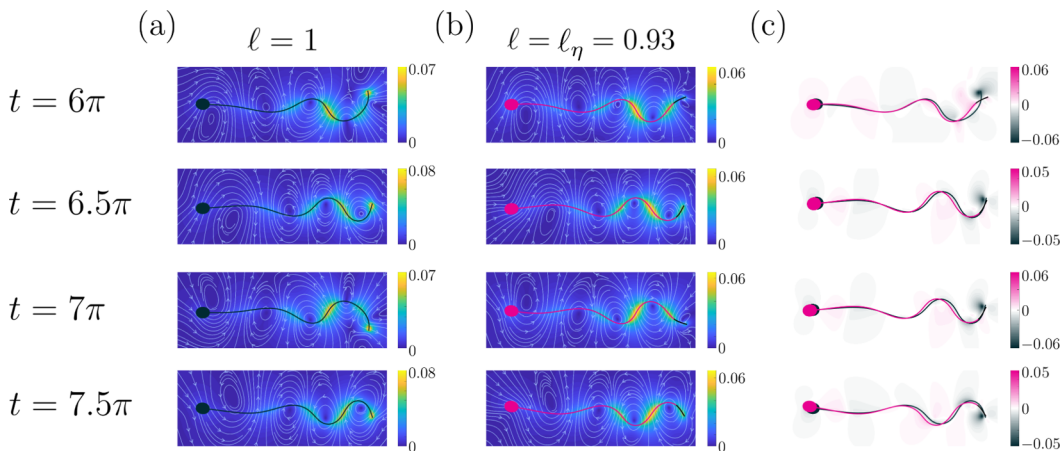 (a) (b) (c)
ℓ = 1 ℓ = ℓ_η = 0.93
t = 6π 0.07 0 0.06 0 0.06 0 −0.06
t = 6.5π 0.08 0 0.06 0 0.05 0 −0.05
t = 7π 0.07 0 0.06 0 0.06 0 −0.06
t = 7.5π 0.08 0 0.06 0 0.05 0 −0.05